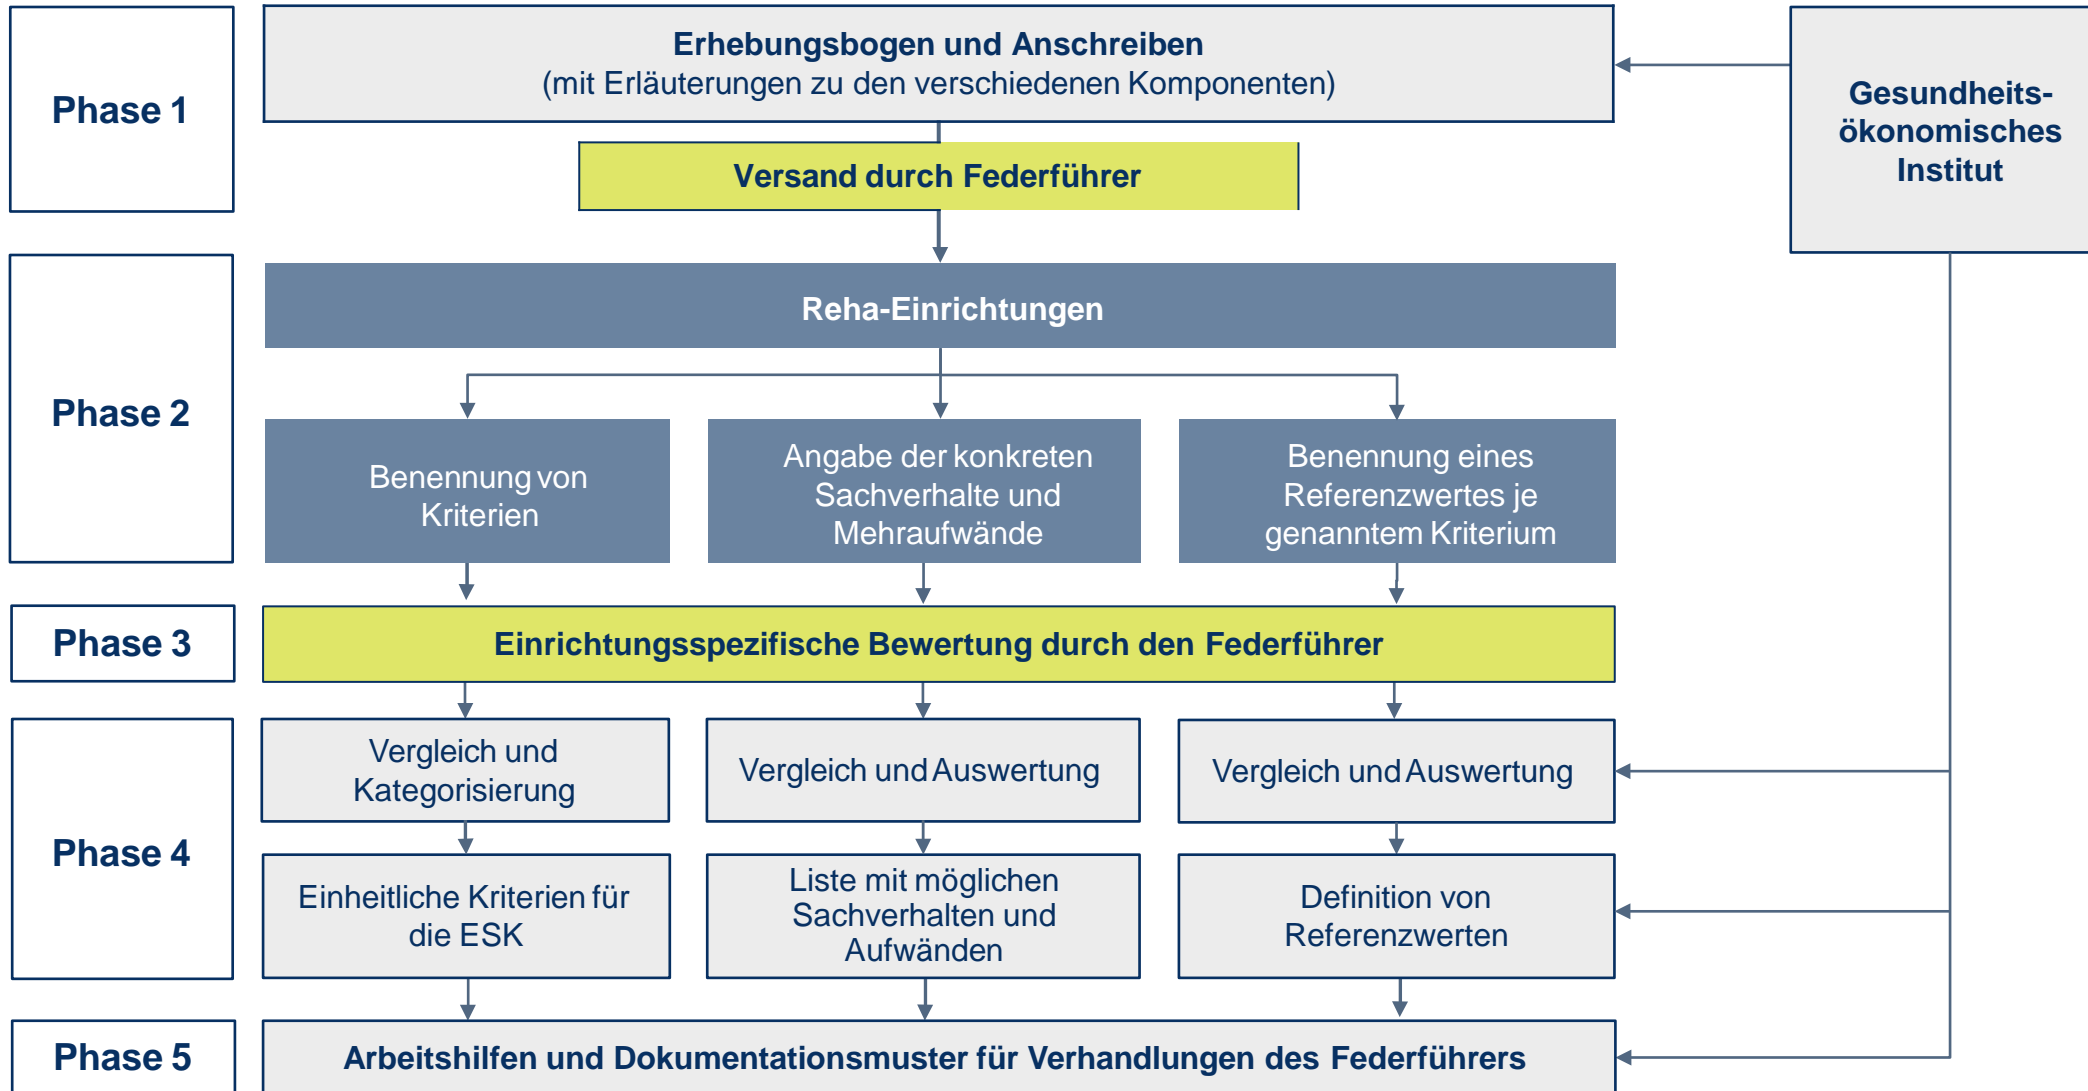 Phase 1
Erhebungsbogen und Anschreiben
(mit Erläuterungen zu den verschiedenen Komponenten)
Versand durch Federführer
Gesundheits-
ökonomisches
Institut
Phase 2
Reha-Einrichtungen
Benennung von
Kriterien
Angabe der konkreten
Sachverhalte und
Mehraufwände
Benennung eines
Referenzwertes je
genanntem Kriterium
Phase 3
Einrichtungsspezifische Bewertung durch den Federführer
Phase 4
Vergleich und
Kategorisierung
Vergleich und Auswertung
Vergleich und Auswertung
Einheitliche Kriterien für
die ESK
Liste mit möglichen
Sachverhalten und
Aufwänden
Definition von
Referenzwerten
Phase 5
Arbeitshilfen und Dokumentationsmuster für Verhandlungen des Federführers